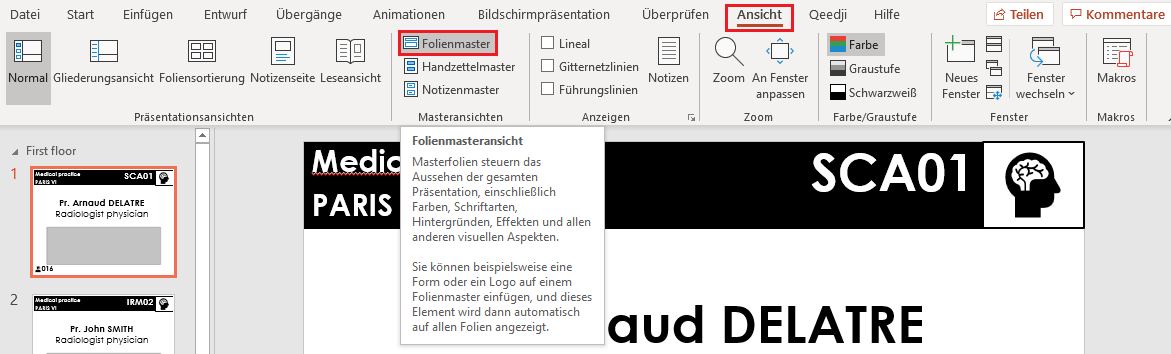 Datei Start Einfügen Entwurf Übergänge Animationen Bildschirmpräsentation Überprüfen Ansicht Qeedji Hilfe Teilen Kommentare
Normal Gliederungsansicht Foliensortierung Notizenseite Leseansicht
Präsentationsansichten
Folienmaster
Handzettelmaster
Notizenmaster
Masteransichten
Lineal
Gitternetzlinien
Führungslinien
Notizen
Anzeigen
Zoom
An Fenster
anpassen
Zoom
Farbe
Graustufe
Schwarzweiß
Farbe/Graustufe
Neues
Fenster
Fenster
wechseln
Fenster
Makros
Makros
First floor
1
Medical practice
PARIS VI
SCA01
Pr. Arnaud DELATRE
Radiologist physician
016
2
Medical practice
PARIS VI
IRM02
Pr. John SMITH
Radiologist physician
Folienmasteransicht
Masterfolien steuern das
Aussehen der gesamten
Präsentation, einschließlich
Farben, Schriftarten,
Hintergründen, Effekten und allen
anderen visuellen Aspekten.
Sie können beispielsweise eine
Form oder ein Logo auf einem
Folienmaster einfügen, und dieses
Element wird dann automatisch
auf allen Folien angezeigt.
Medic
PARIS
SCA01
naud DELATRE